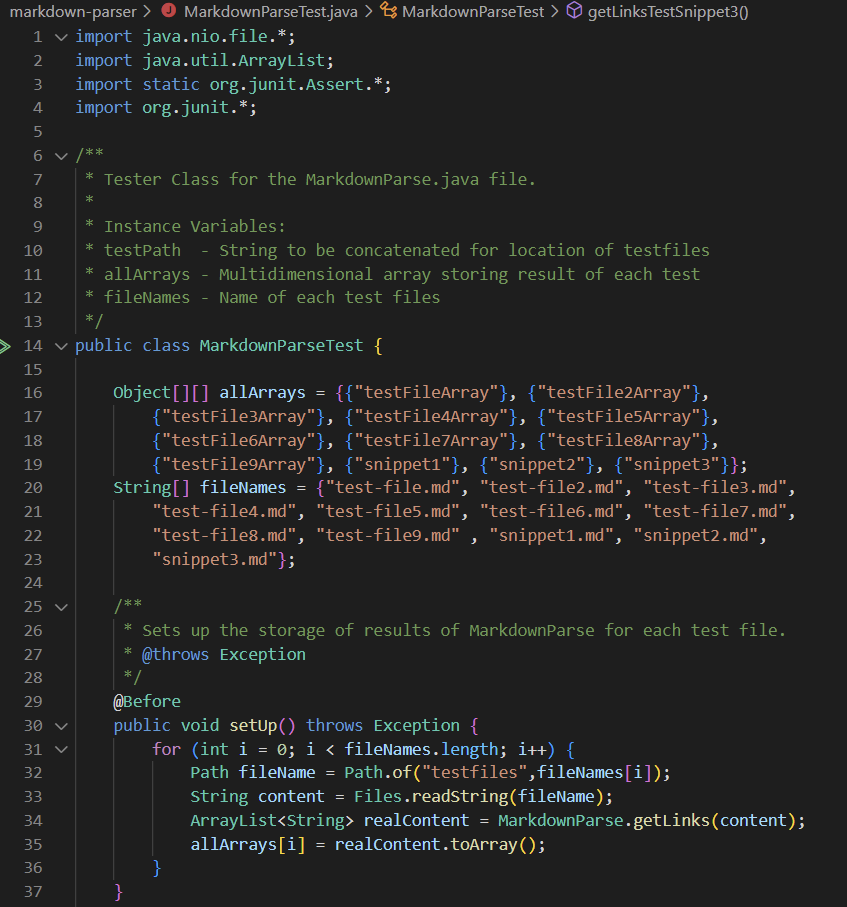 markdown-parser > MarkdownParseTest.java > MarkdownParseTest > getLinksTestSnippet3()
1 import java.nio.file.*;
2 import java.util.ArrayList;
3 import static org.junit.Assert.*;
4 import org.junit.*;
5
6 /**
7 * Tester Class for the MarkdownParse.java file.
8 *
9 * Instance Variables:
10 * testPath  - String to be concatenated for location of testfiles
11 * allArrays - Multidimensional array storing result of each test
12 * fileNames - Name of each test files
13 */
14 public class MarkdownParseTest {
15
16 Object[][] allArrays = {{"testFileArray"}, {"testFile2Array"},
17 {"testFile3Array"}, {"testFile4Array"}, {"testFile5Array"},
18 {"testFile6Array"}, {"testFile7Array"}, {"testFile8Array"},
19 {"testFile9Array"}, {"snippet1"}, {"snippet2"}, {"snippet3"}};
20 String[] fileNames = {"test-file.md", "test-file2.md", "test-file3.md",
21 "test-file4.md", "test-file5.md", "test-file6.md", "test-file7.md",
22 "test-file8.md", "test-file9.md" , "snippet1.md", "snippet2.md",
23 "snippet3.md"};
24
25 /**
26 * Sets up the storage of results of MarkdownParse for each test file.
27 * @throws Exception
28 */
29 @Before
30 public void setUp() throws Exception {
31 for (int i = 0; i < fileNames.length; i++) {
32 Path fileName = Path.of("testfiles",fileNames[i]);
33 String content = Files.readString(fileName);
34 ArrayList<String> realContent = MarkdownParse.getLinks(content);
35 allArrays[i] = realContent.toArray();
36 }
37 }